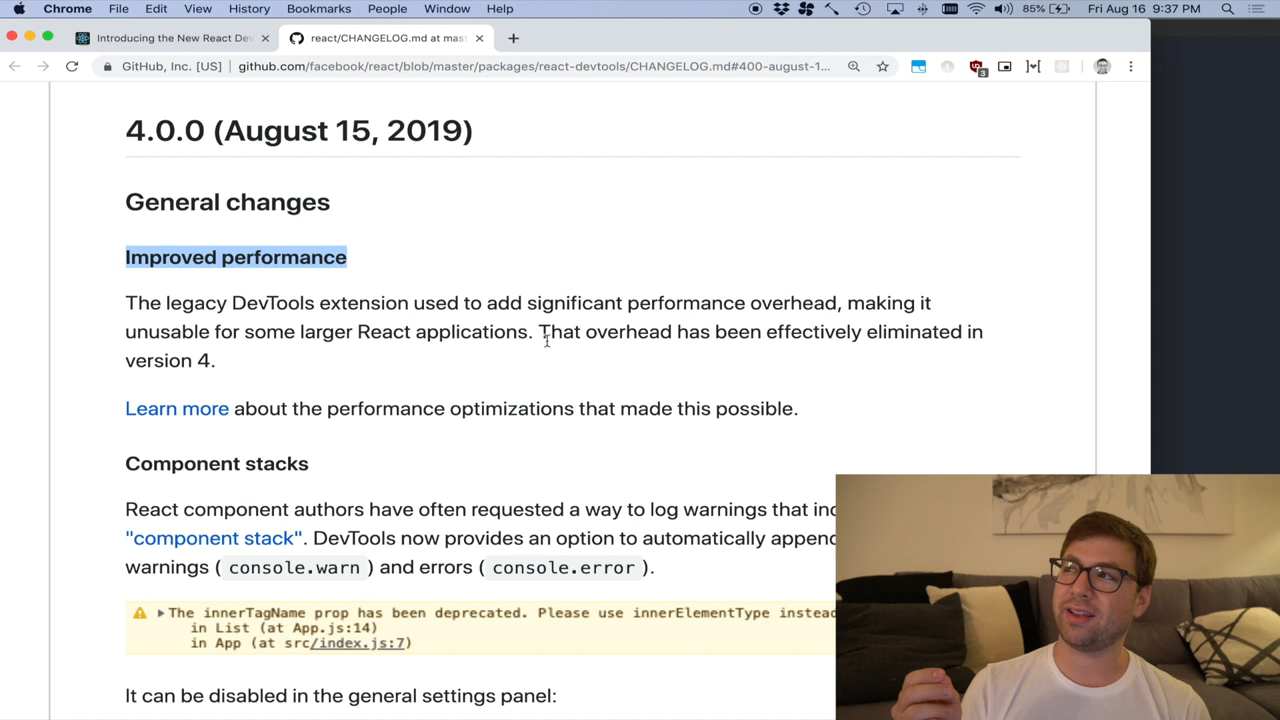 Chrome File Edit View History Bookmarks People Window Help 85% Fri Aug 16 9:37 PM
Introducing the New React Dev
react/CHANGELOG.md at mast
GitHub, Inc. [US] github.com/facebook/react/blob/master/packages/react-devtools/CHANGELOG.md#400-august-1...
3
4.0.0 (August 15, 2019)
General changes
Improved performance
The legacy DevTools extension used to add significant performance overhead, making it
unusable for some larger React applications. That overhead has been effectively eliminated in
version 4.
Learn more about the performance optimizations that made this possible.
Component stacks
React component authors have often requested a way to log warnings that inc
"component stack". DevTools now provides an option to automatically append
warnings ( console.warn ) and errors ( console.error ).
The innerTagName prop has been deprecated. Please use innerElementType instead
in List (at App.js:14)
in App (at src/index.js:7)
It can be disabled in the general settings panel: